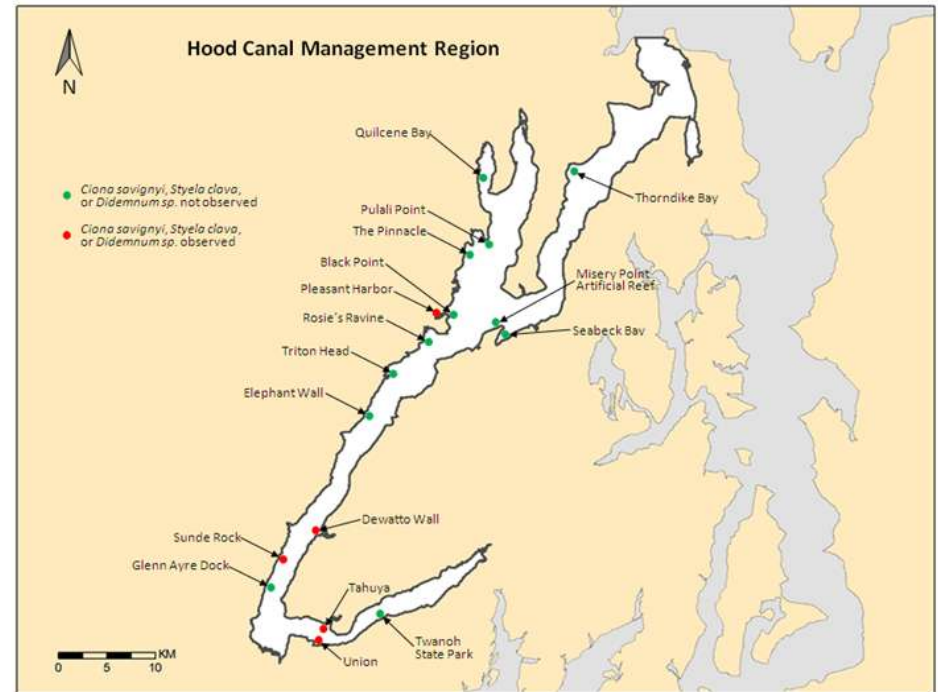 Hood Canal Management Region
N
Quilcene Bay
Thorndike Bay
Ciona savignyi, Styela clava,
or Didemnum sp. not observed
Pulali Point
The Pinnacle
Ciona savignyi, Styela clava,
or Didemnum sp. observed
Black Point
Misery Point
Artificial Reef
Pleasant Harbor
Rosie's Ravine
Seabeck Bay
Triton Head
Elephant Wall
Dewatto Wall
Sunde Rock
Glenn Ayre Dock
Tahuya
Twanoh
State Park
Union
KM
0 5 10